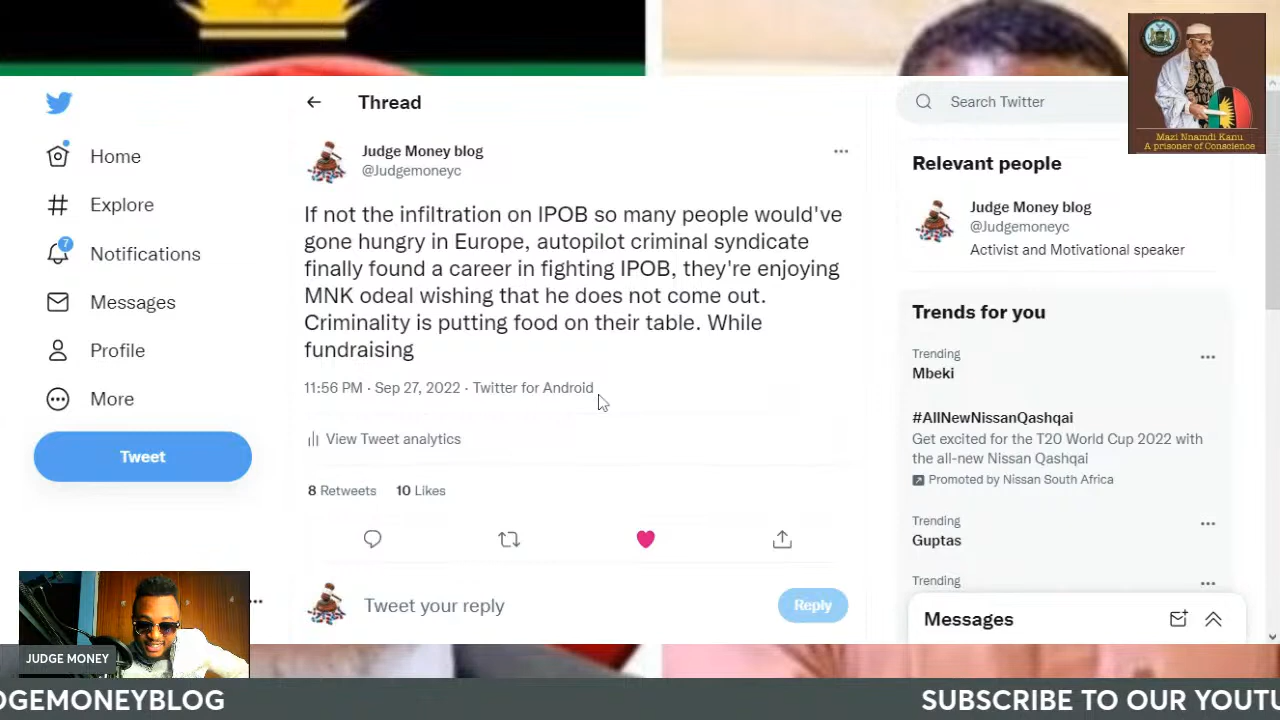 Thread
Search Twitter
Mazi Nnamdi Kanu
A prisoner of Conscience
Home
Explore
7
Notifications
Messages
Profile
More
Tweet
Judge Money blog
@Judgemoneyc
If not the infiltration on IPOB so many people would've
gone hungry in Europe, autopilot criminal syndicate
finally found a career in fighting IPOB, they're enjoying
MNK odeal wishing that he does not come out.
Criminality is putting food on their table. While
fundraising
11:56 PM · Sep 27, 2022 · Twitter for Android
View Tweet analytics
8 Retweets 10 Likes
Tweet your reply
Reply
Relevant people
Judge Money blog
@Judgemoneyc
Activist and Motivational speaker
Trends for you
Trending
Mbeki
#AllNewNissanQashqai
Get excited for the T20 World Cup 2022 with
the all-new Nissan Qashqai
Promoted by Nissan South Africa
Trending
Guptas
Trending
Messages
JUDGE MONEY
DGEMONEYBLOG
SUBSCRIBE TO OUR YOUTU